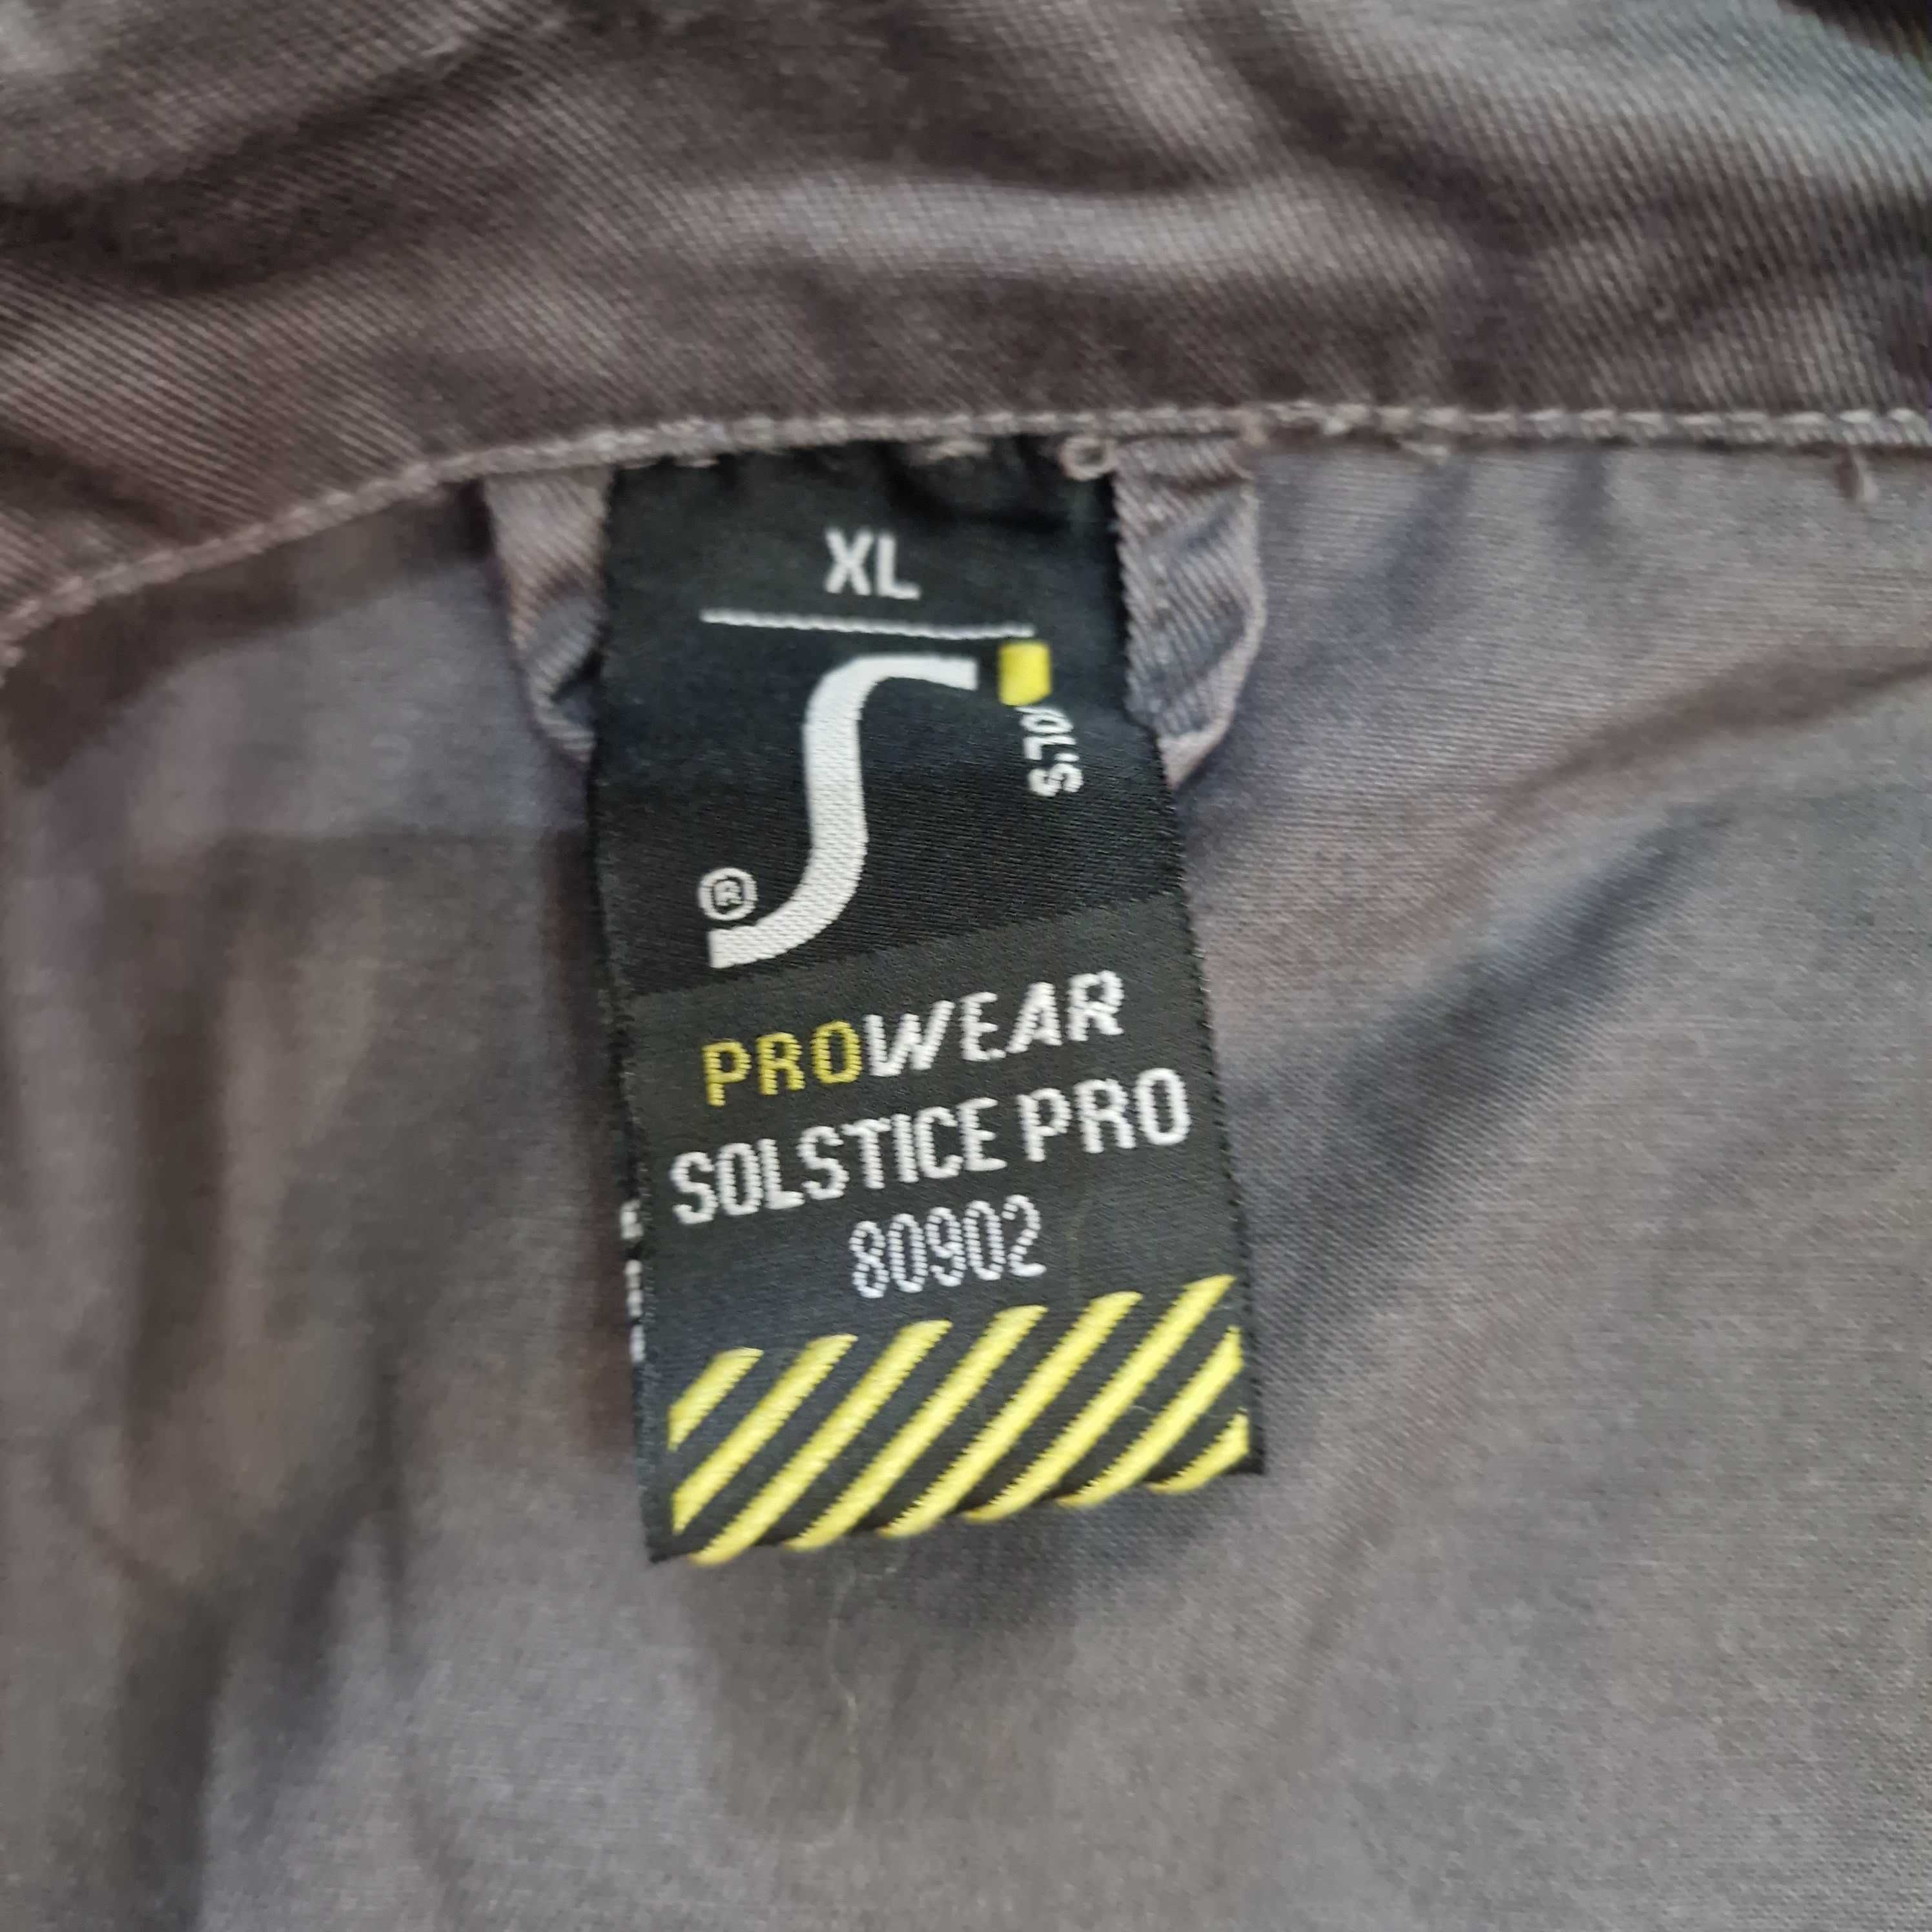 XL
SOL'S
®
PROWEAR
SOLSTICE PRO
80902